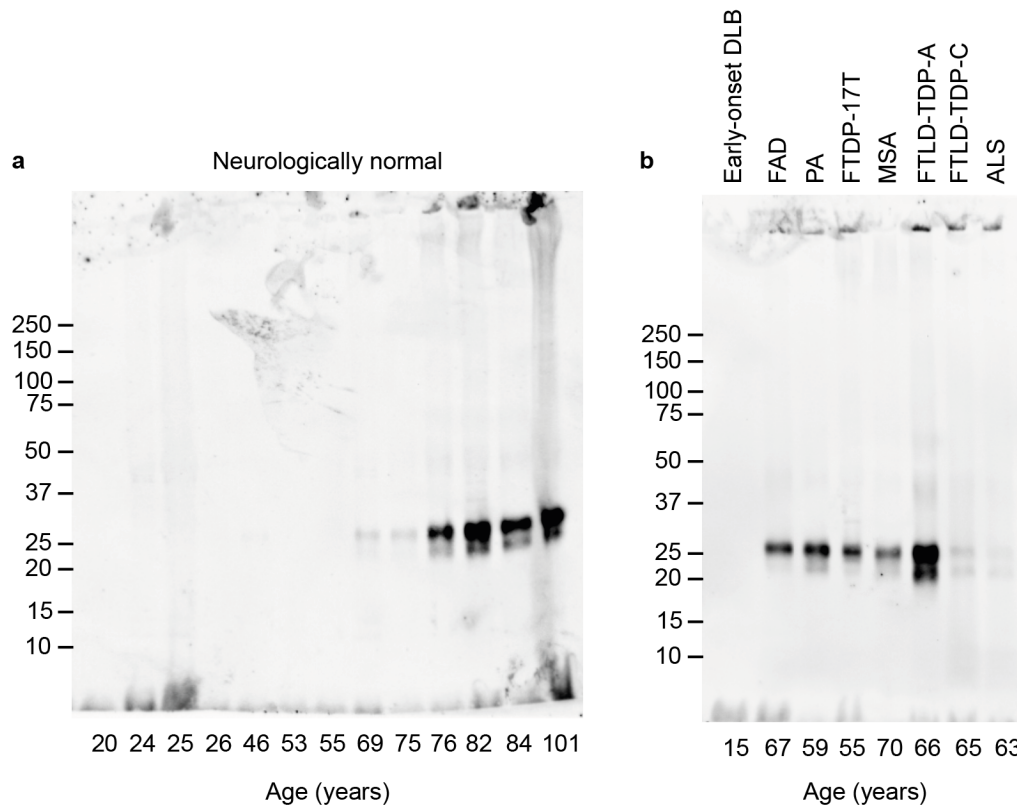 a
Neurologically normal
250
150
100
75
50
37
25
20
15
10
20 24 25 26 46 53 55 69 75 76 82 84 101
Age (years)
b
Early-onset DLB
FAD
PA
FTDP-17T
MSA
FTLD-TDP-A
FTLD-TDP-C
ALS
250
150
100
75
50
37
25
20
15
10
15 67 59 55 70 66 65 63
Age (years)